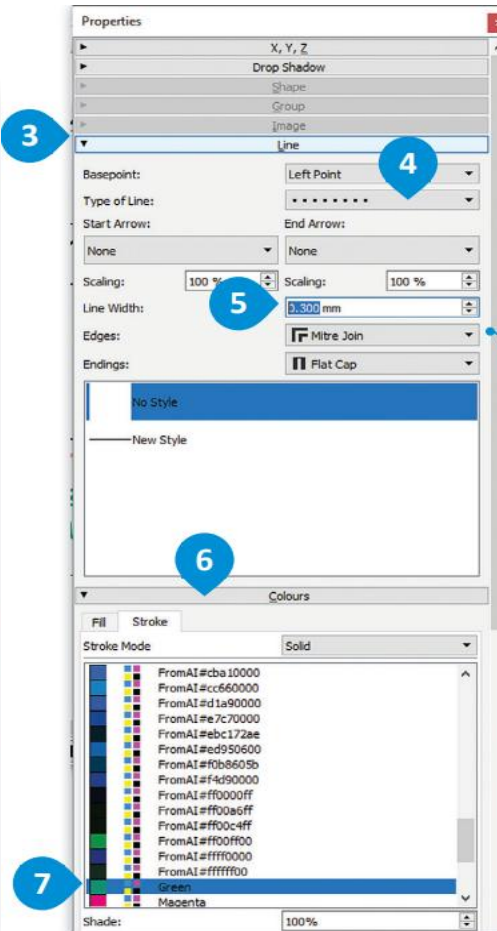 Properties
X, Y, Z
Drop Shadow
Shape
Group
Image
3
Line
4
Basepoint: Left Point
Type of Line:
Start Arrow: End Arrow:
None None
Scaling: 100 % Scaling: 100 %
5
Line Width: 0.300 mm
Edges: Mitre Join
Endings: Flat Cap
No Style
New Style
6
Colours
Fill Stroke
Stroke Mode Solid
FromAI#cba10000
FromAI#cc660000
FromAI#d1a90000
FromAI#e7c70000
FromAI#ebc172ae
FromAI#ed950600
FromAI#f0b8605b
FromAI#f4d90000
FromAI#ff0000ff
FromAI#ff00a6ff
FromAI#ff00c4ff
FromAI#ff00ff00
FromAI#ffff0000
FromAI#ffffff00
7
Green
Magenta
Shade: 100%